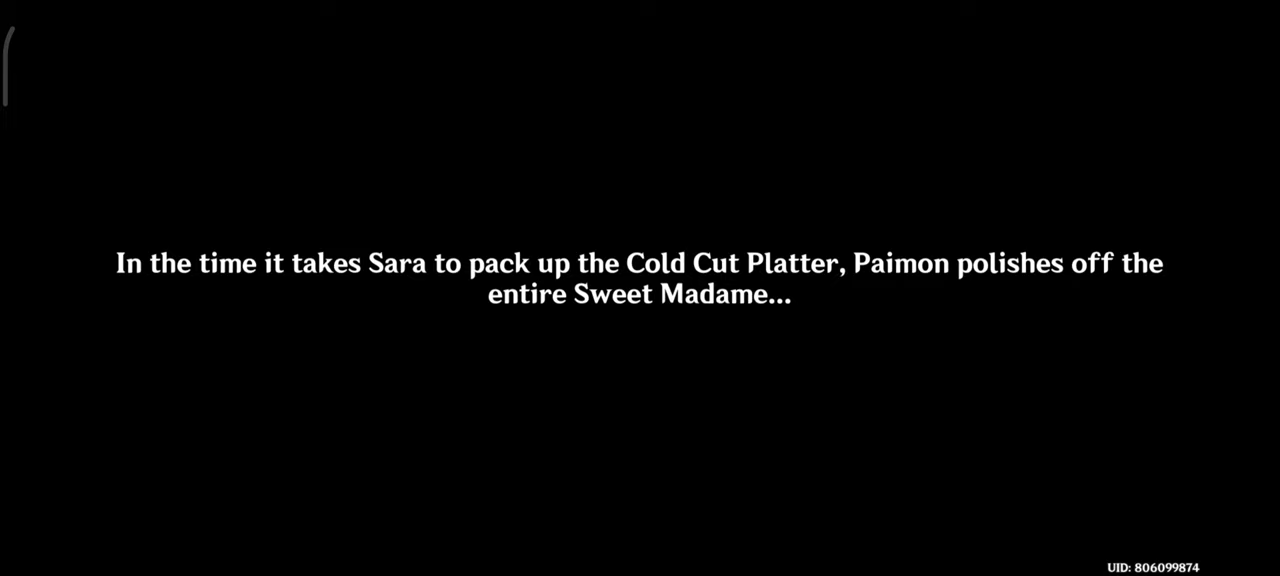 In the time it takes Sara to pack up the Cold Cut Platter, Paimon polishes off the
entire Sweet Madame...
UID: 806099874